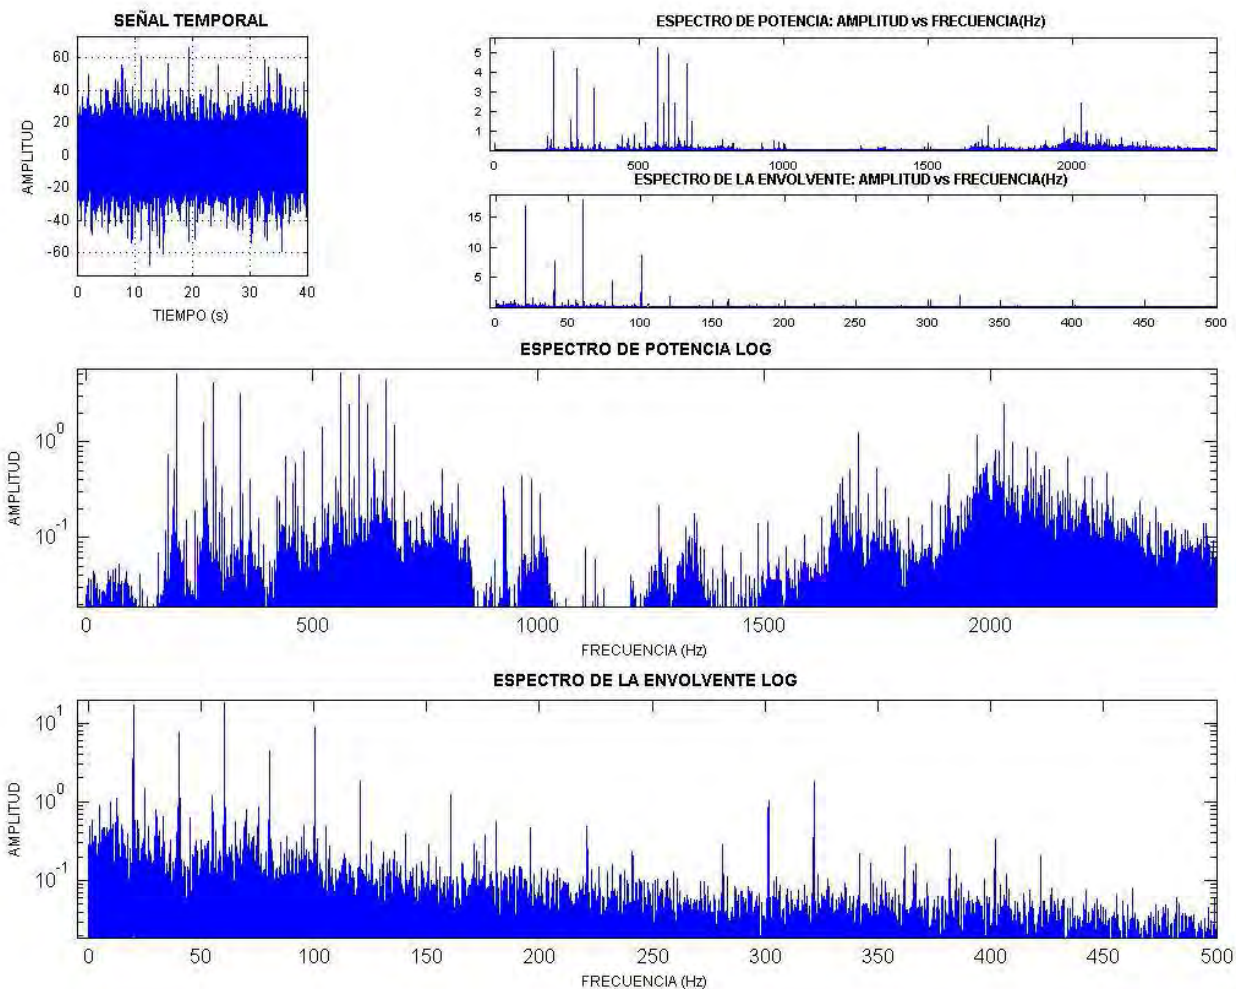 SEÑAL TEMPORAL
60
40
20
0
-20
-40
-60
AMPLITUD
0 10 20 30 40
TIEMPO (s)
ESPECTRO DE POTENCIA: AMPLITUD vs FRECUENCIA(Hz)
5
4
3
2
1
0 500 1000 1500 2000
ESPECTRO DE LA ENVOLVENTE: AMPLITUD vs FRECUENCIA(Hz)
15
10
5
0 50 100 150 200 250 300 350 400 450 500
ESPECTRO DE POTENCIA LOG
AMPLITUD
10^0
10^-1
0 500 1000 1500 2000
FRECUENCIA (Hz)
ESPECTRO DE LA ENVOLVENTE LOG
AMPLITUD
10^1
10^0
10^-1
0 50 100 150 200 250 300 350 400 450 500
FRECUENCIA (Hz)